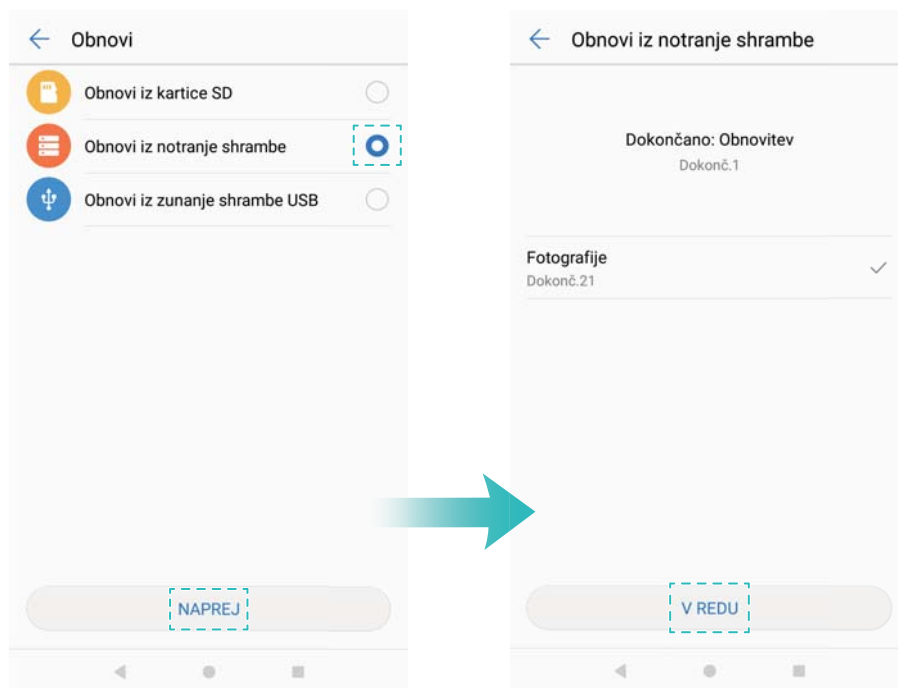 Obnovi
Obnovi iz kartice SD
Obnovi iz notranje shrambe
Obnovi iz zunanje shrambe USB
NAPREJ
Obnovi iz notranje shrambe
Dokončano: Obnovitev
Dokonč.1
Fotografije
Dokonč.21
V REDU